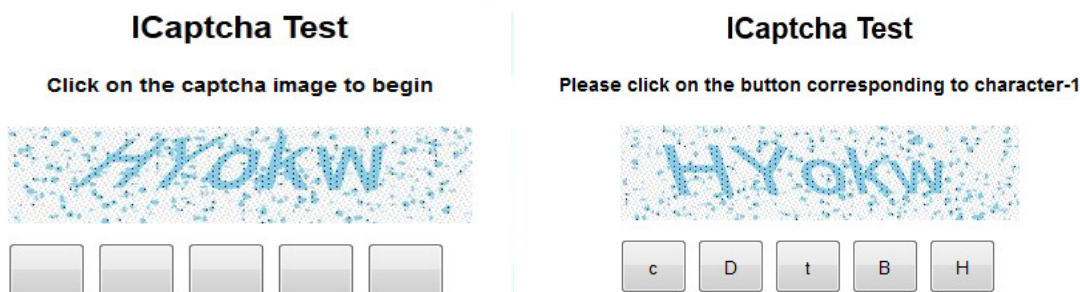 ICaptcha Test
Click on the captcha image to begin
HYokw
ICaptcha Test
Please click on the button corresponding to character-1
HYokw
c D t B H